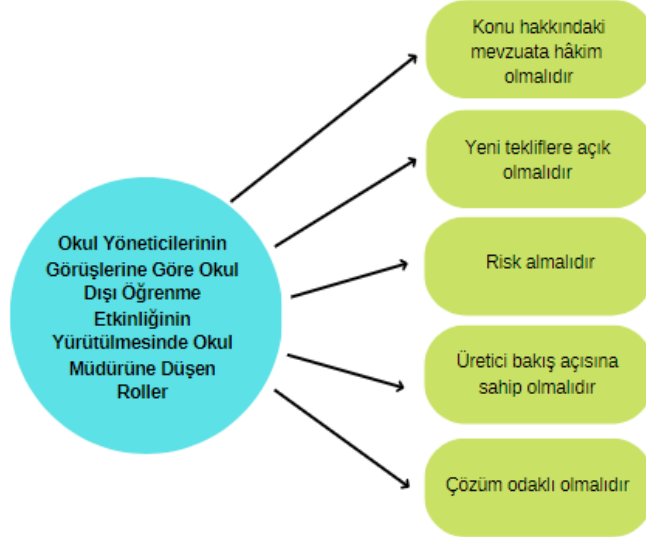 Okul Yöneticilerinin
Görüşlerine Göre Okul
Dışı Öğrenme
Etkinliğinin
Yürütülmesinde Okul
Müdürüne Düşen
Roller
Konu hakkındaki
mevzuata hâkim
olmalıdır
Yeni tekliflere açık
olmalıdır
Risk almalıdır
Üretici bakış açısına
sahip olmalıdır
Çözüm odaklı olmalıdır